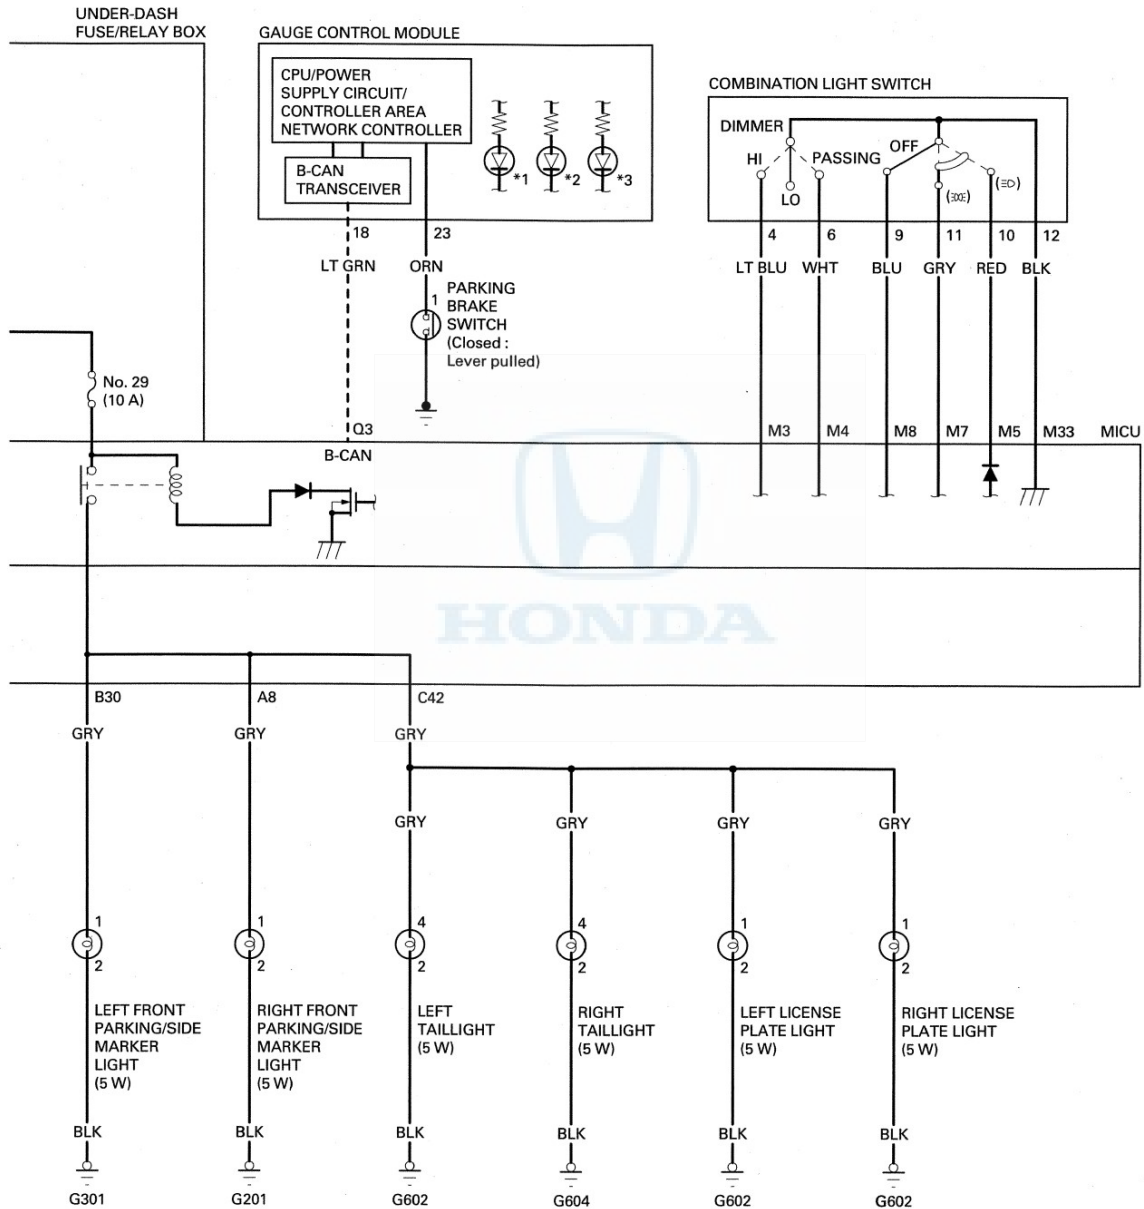 UNDER-DASH
FUSE/RELAY BOX
GAUGE CONTROL MODULE
CPU/POWER
SUPPLY CIRCUIT/
CONTROLLER AREA
NETWORK CONTROLLER
B-CAN
TRANSCEIVER
*1
*2
*3
COMBINATION LIGHT SWITCH
DIMMER
HI
PASSING
LO
OFF
18
23
4
6
9
11
10
12
LT GRN
ORN
LT BLU
WHT
BLU
GRY
RED
BLK
1
PARKING
BRAKE
SWITCH
(Closed :
Lever pulled)
No. 29
(10 A)
Q3
B-CAN
M3
M4
M8
M7
M5
M33
MICU
HONDA
B30
A8
C42
GRY
GRY
GRY
GRY
GRY
GRY
GRY
1
2
1
2
4
2
4
2
1
2
1
2
LEFT FRONT
PARKING/SIDE
MARKER
LIGHT
(5 W)
RIGHT FRONT
PARKING/SIDE
MARKER
LIGHT
(5 W)
LEFT
TAILLIGHT
(5 W)
RIGHT
TAILLIGHT
(5 W)
LEFT LICENSE
PLATE LIGHT
(5 W)
RIGHT LICENSE
PLATE LIGHT
(5 W)
BLK
BLK
BLK
BLK
BLK
BLK
G301
G201
G602
G604
G602
G602